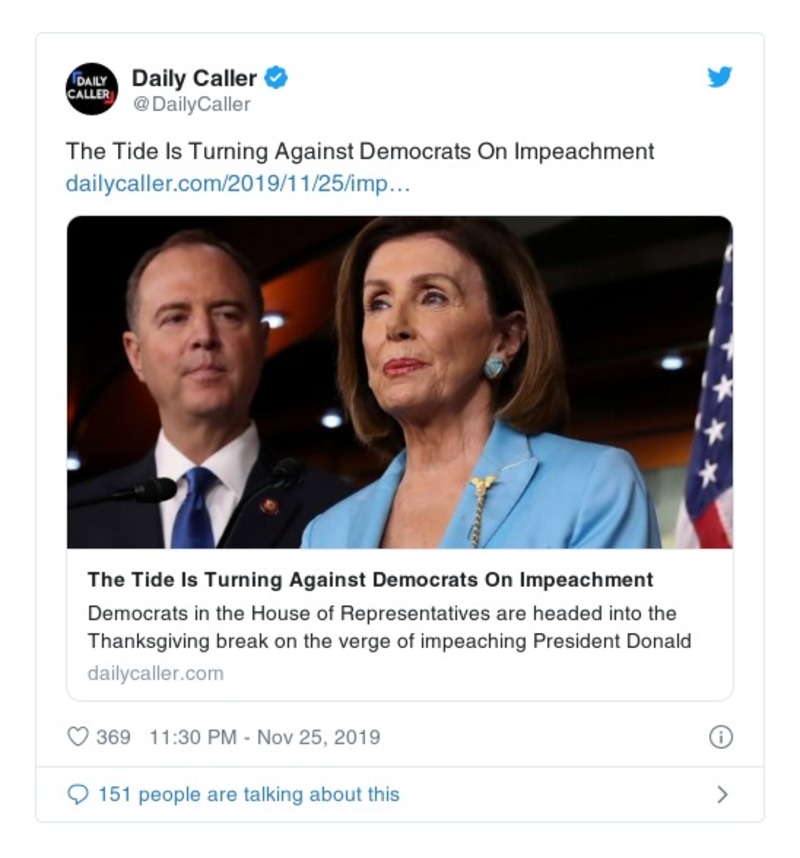 DAILY
CALLER
Daily Caller
@DailyCaller
The Tide Is Turning Against Democrats On Impeachment
dailycaller.com/2019/11/25/imp…
The Tide Is Turning Against Democrats On Impeachment
Democrats in the House of Representatives are headed into the
Thanksgiving break on the verge of impeaching President Donald
dailycaller.com
369 11:30 PM - Nov 25, 2019
151 people are talking about this